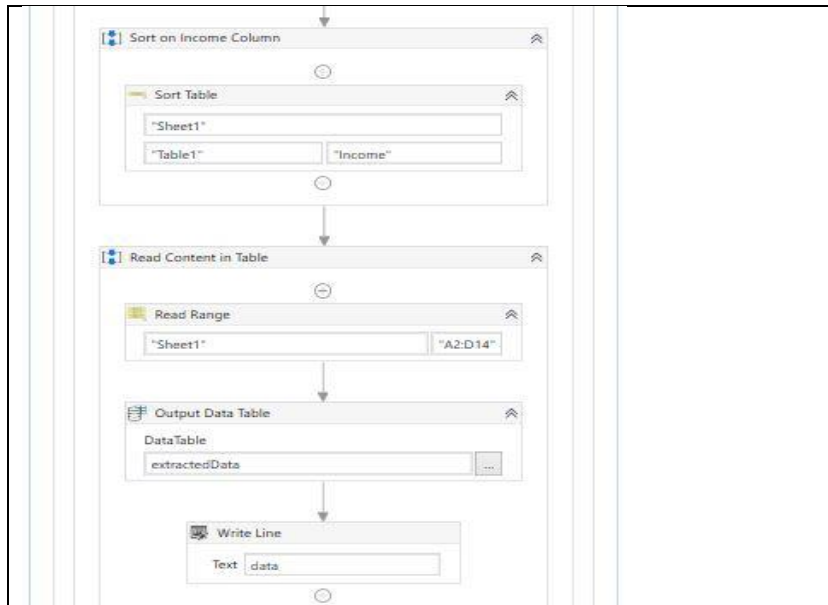 Sort on Income Column
Sort Table
"Sheet1"
"Table1" "Income"
Read Content in Table
Read Range
"Sheet1" "A2:D14"
Output Data Table
DataTable
extractedData ...
Write Line
Text data